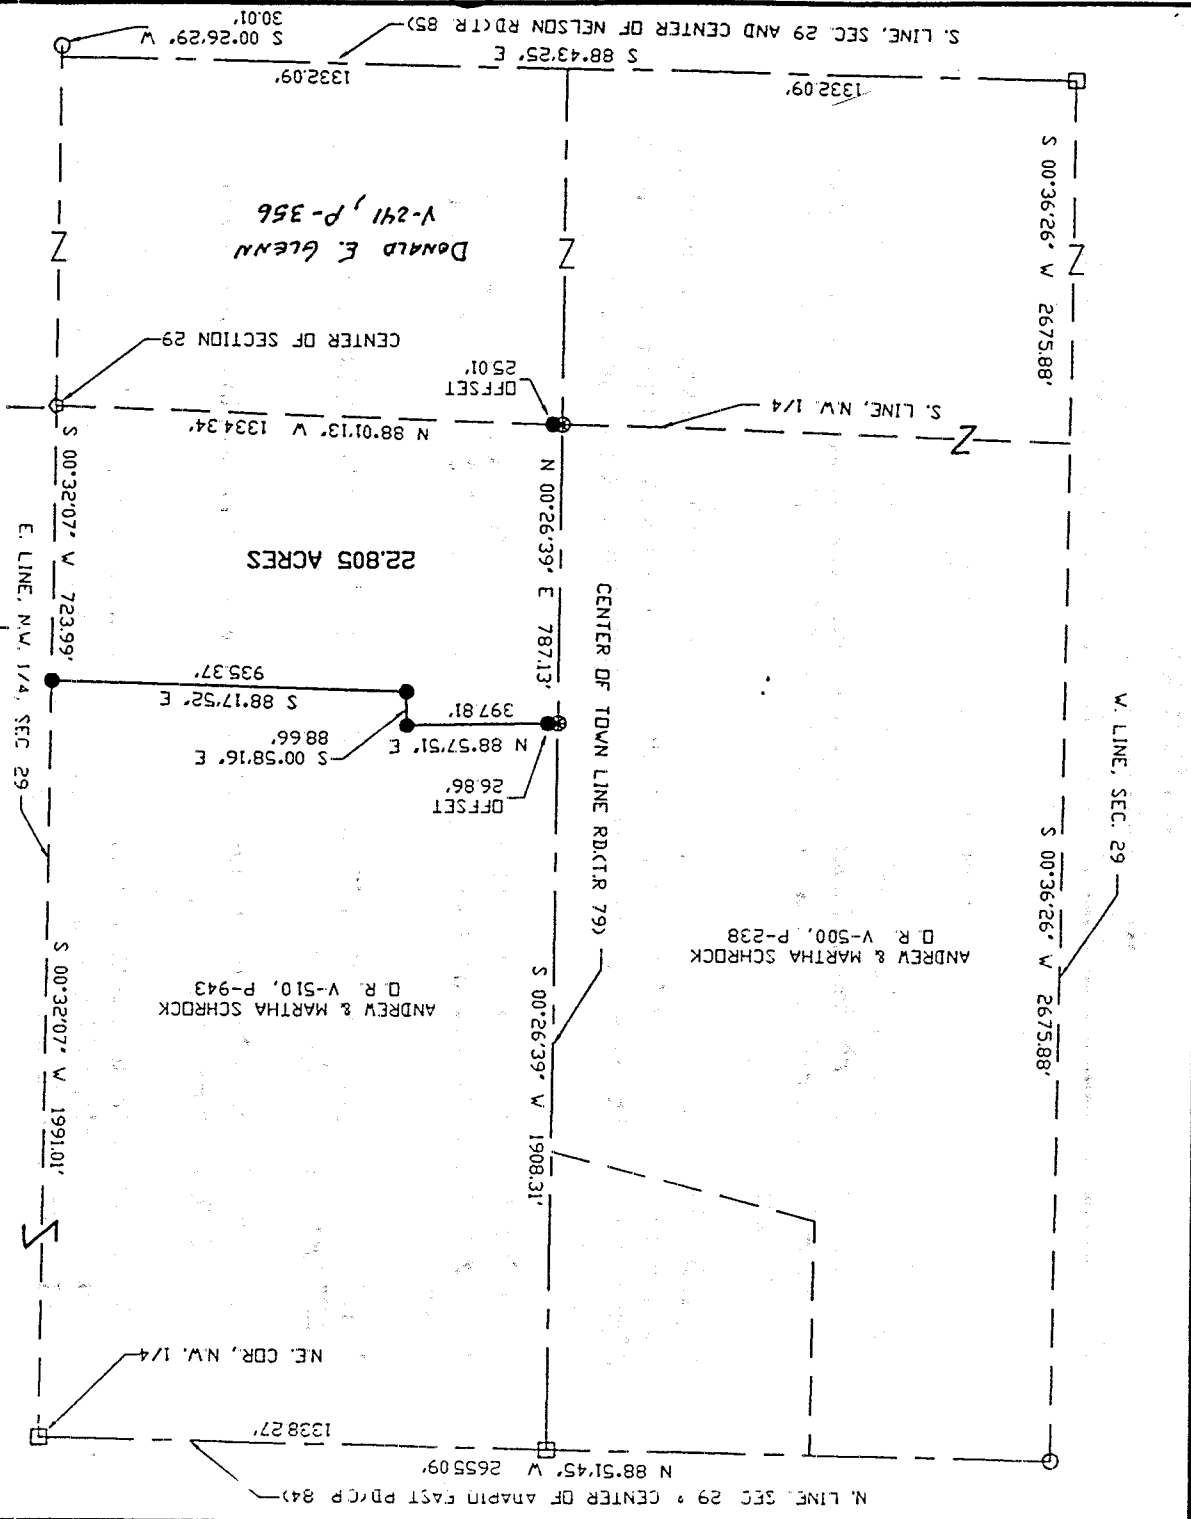 N. LINE, SEC 29 & CENTER OF ADARIO EAST RD(CR 84)
N 88°51'45" W 2655.09'
1338.27'
N.E. COR., N.W. 1/4
W. LINE, SEC. 29
S 00°36'26" W 2675.88'
ANDREW & MARTHA SCHROCK
O.R. V-500, P-238
S 00°26'39" W 1908.31'
CENTER OF TOWN LINE RD.(T.R 79)
ANDREW & MARTHA SCHROCK
O.R. V-510, P-943
S 00°32'07" W 1991.01'
E. LINE, N.W. 1/4, SEC 29
OFFSET
26.86'
N 88°57'51" E
397.81'
S 00°58'16" E
88.66'
S 88°17'52" E
935.37'
N 00°26'39" E 787.13'
22.805 ACRES
S 00°32'07" W 723.99'
S. LINE, N.W. 1/4
N 88°01'13" W 1334.34'
OFFSET
25.01'
CENTER OF SECTION 29
S 00°36'26" W 2675.88'
DONALD E. GLENN
V-241, P-356
1332.09'
1332.09'
S 88°43'25" E
S. LINE, SEC 29 AND CENTER OF NELSON RD(T.R. 85)
S 00°26'29" W
30.01'